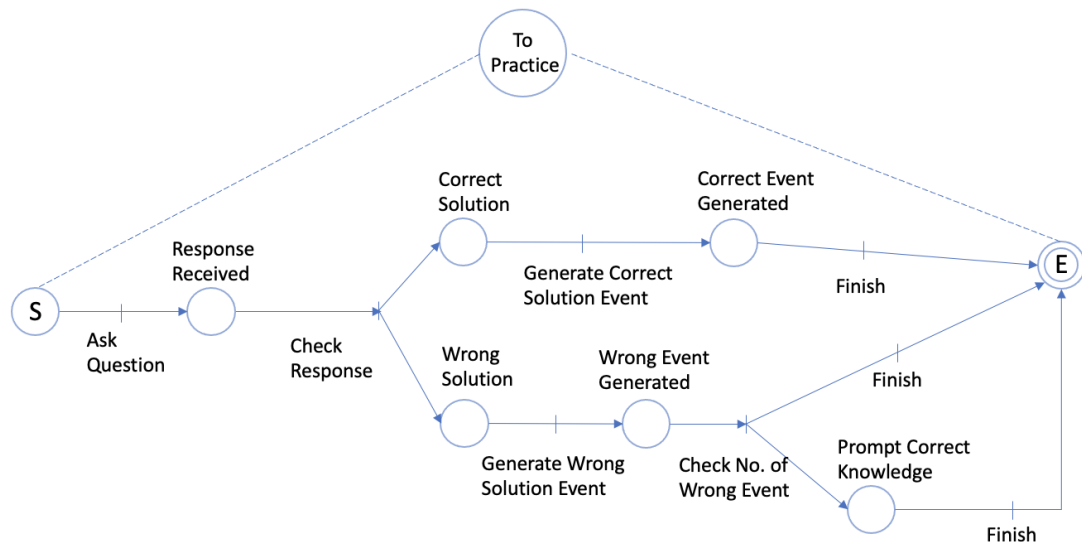 To
Practice
Correct
Solution
Correct Event
Generated
Response
Received
Generate Correct
Solution Event
E
Finish
S
Ask
Question
Check
Response
Wrong
Solution
Wrong Event
Generated
Finish
Generate Wrong
Solution Event
Check No. of
Wrong Event
Prompt Correct
Knowledge
Finish